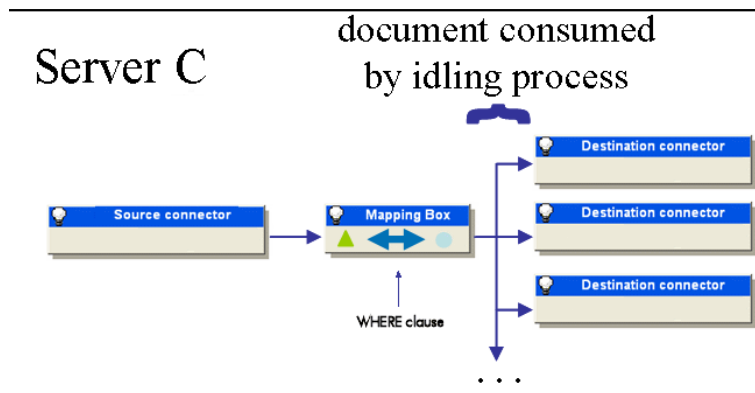 Server C
document consumed
by idling process
Destination connector
Source connector
Mapping Box
Destination connector
Destination connector
WHERE clause
. . .